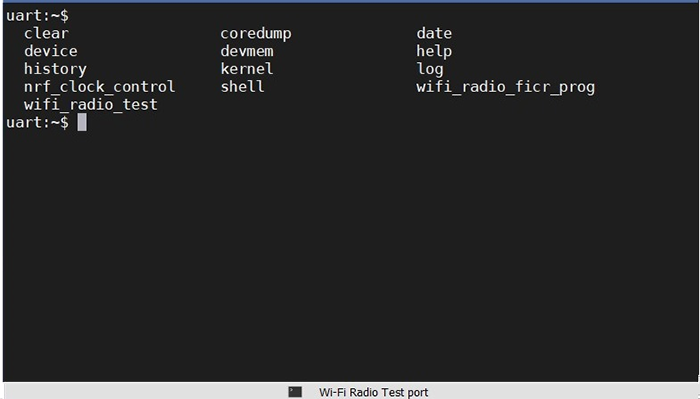 uart:~$
clear coredump date
device devmem help
history kernel log
nrf_clock_control shell wifi_radio_ficr_prog
wifi_radio_test
uart:~$
Wi-Fi Radio Test port